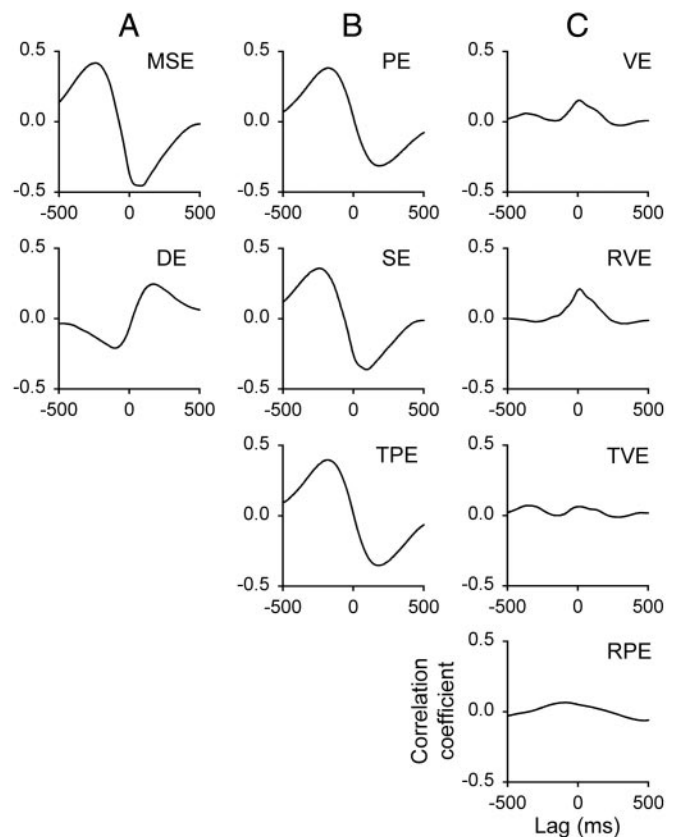 A B C
MSE PE VE
0.5 0.5 0.5
0.0 0.0 0.0
-0.5 -0.5 -0.5
-500 0 500 -500 0 500 -500 0 500
DE SE RVE
0.5 0.5 0.5
0.0 0.0 0.0
-0.5 -0.5 -0.5
-500 0 500 -500 0 500 -500 0 500
TPE TVE
0.5 0.5
0.0 0.0
-0.5 -0.5
-500 0 500 -500 0 500
RPE
0.5
0.0
-0.5
-500 0 500
Correlation
coefficient
Lag (ms)